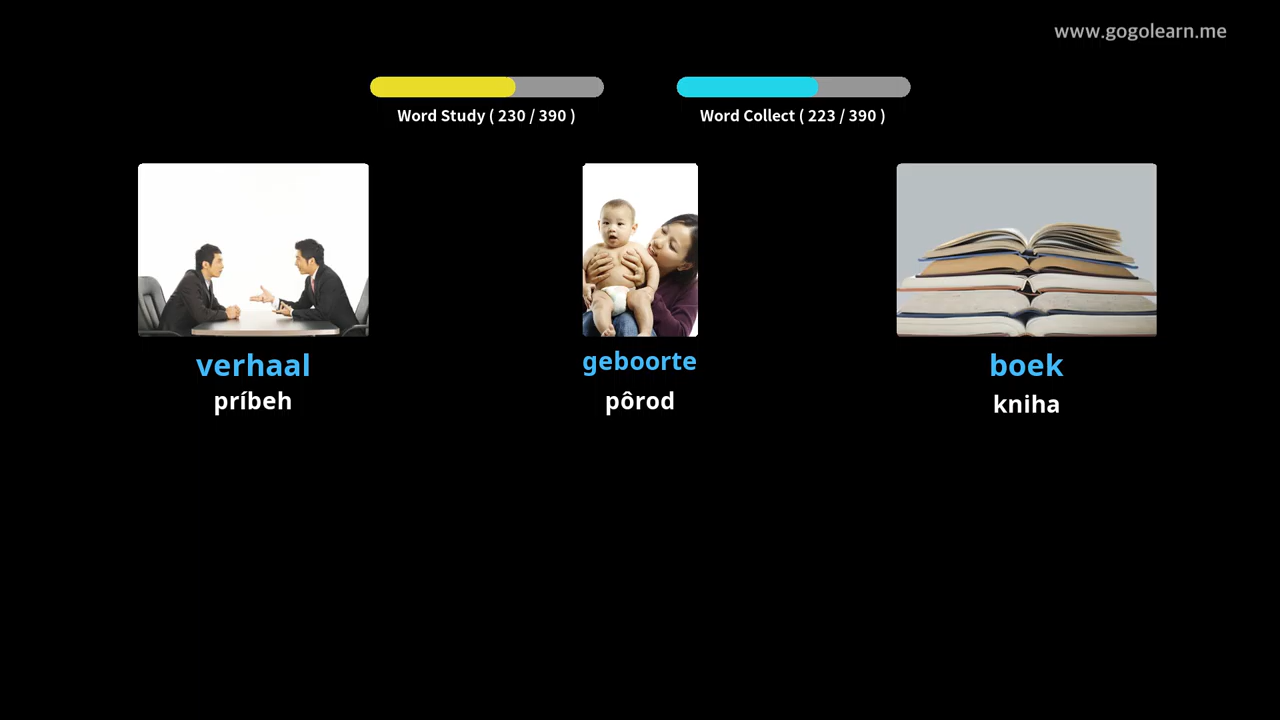 www.gogolearn.me
Word Study ( 230 / 390 )
Word Collect ( 223 / 390 )
verhaal
príbeh
geboorte
pôrod
boek
kniha